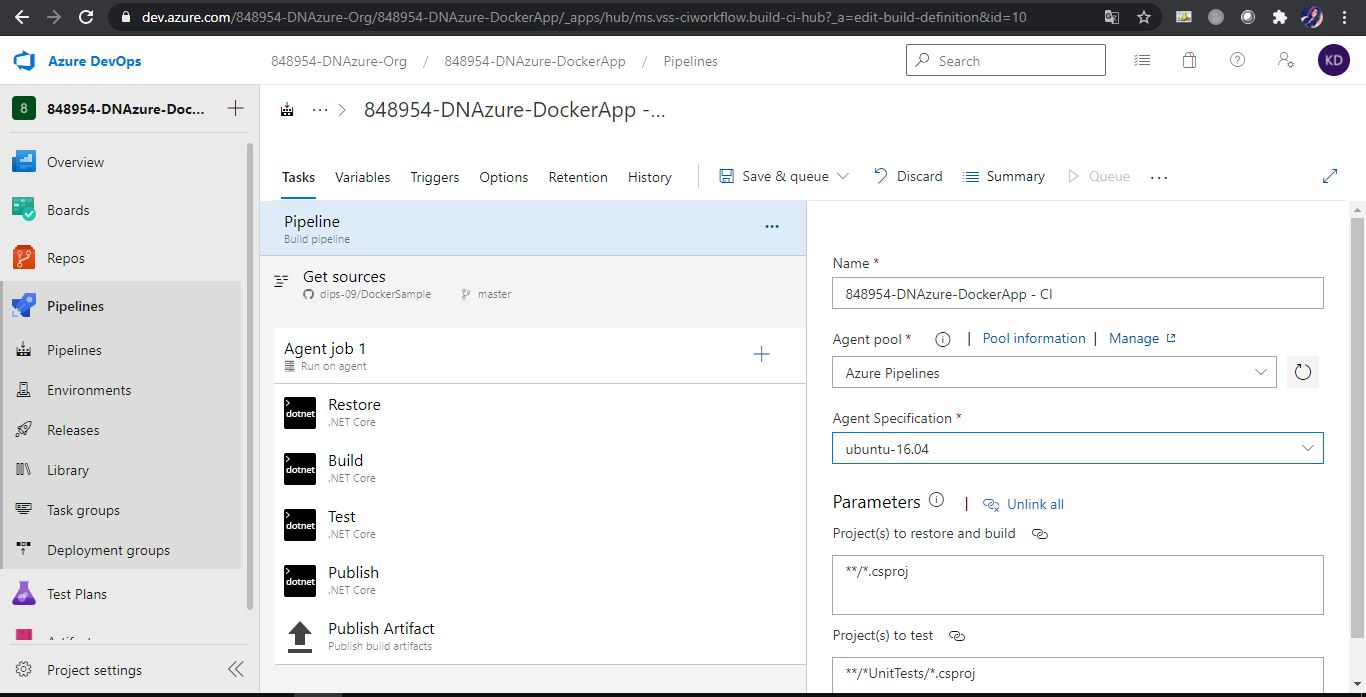 dev.azure.com/848954-DNAzure-Org/848954-DNAzure-DockerApp/_apps/hub/ms.vss-ciworkflow.build-ci-hub?_a=edit-build-definition&id=10
Azure DevOps
848954-DNAzure-Org / 848954-DNAzure-DockerApp / Pipelines
Search
KD
8
848954-DNAzure-Doc...
Overview
Boards
Repos
Pipelines
Pipelines
Environments
Releases
Library
Task groups
Deployment groups
Test Plans
Project settings
848954-DNAzure-DockerApp -...
Tasks Variables Triggers Options Retention History
Save & queue Discard Summary Queue ...
Pipeline
Build pipeline
Get sources
dips-09/DockerSample master
Agent job 1
Run on agent
dotnet
Restore
.NET Core
dotnet
Build
.NET Core
dotnet
Test
.NET Core
dotnet
Publish
.NET Core
Publish Artifact
Publish build artifacts
Name *
848954-DNAzure-DockerApp - CI
Agent pool * | Pool information | Manage
Azure Pipelines
Agent Specification *
ubuntu-16.04
Parameters | Unlink all
Project(s) to restore and build
**/*.csproj
Project(s) to test
**/*UnitTests/*.csproj